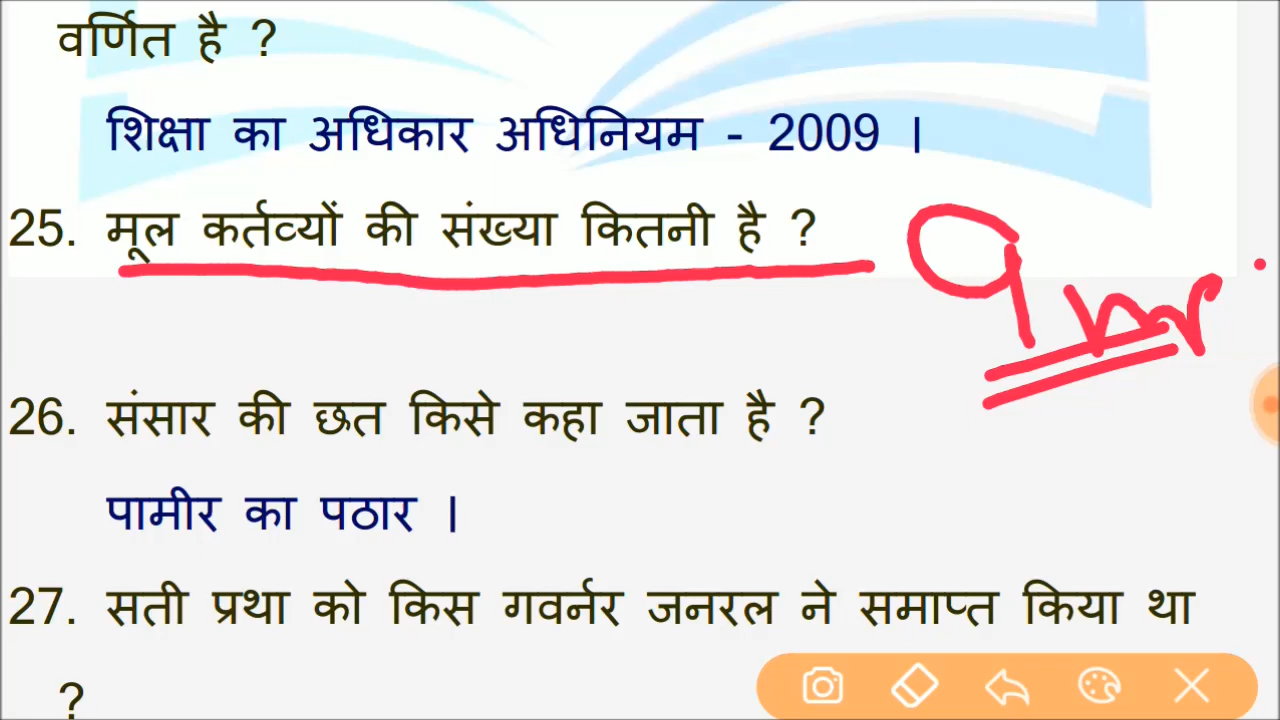 वर्णित है ?
शिक्षा का अधिकार अधिनियम - 2009 ।
25. मूल कर्तव्यों की संख्या कितनी है ?
26. संसार की छत किसे कहा जाता है ?
पामीर का पठार ।
27. सती प्रथा को किस गवर्नर जनरल ने समाप्त किया था
?